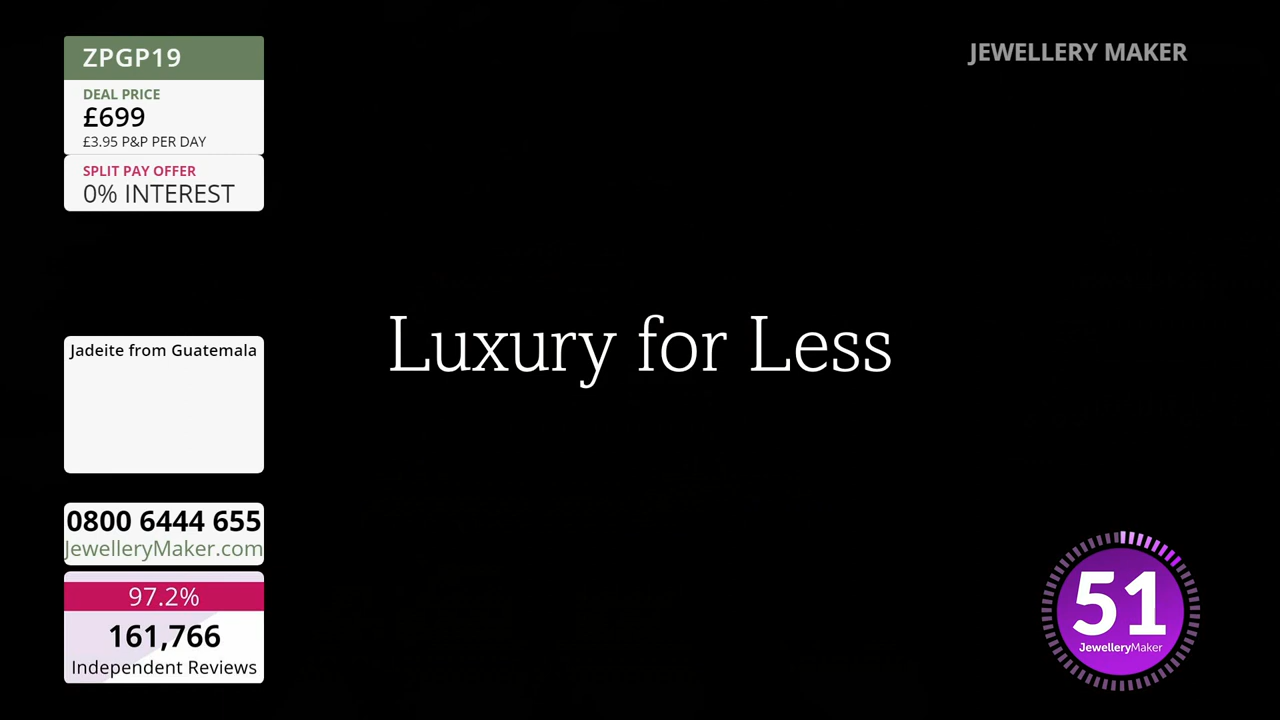 ZPGP19
DEAL PRICE
£699
£3.95 P&P PER DAY
SPLIT PAY OFFER
0% INTEREST
JEWELLERY MAKER
Luxury for Less
Jadeite from Guatemala
0800 6444 655
JewelleryMaker.com
97.2%
161,766
Independent Reviews
51
JewelleryMaker